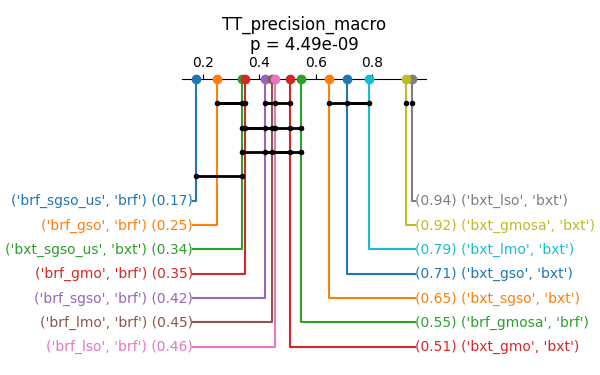 TT_precision_macro
p = 4.49e-09
0.2 0.4 0.6 0.8
('brf_sgso_us', 'brf') (0.17) (0.94) ('bxt_lso', 'bxt')
('brf_gso', 'brf') (0.25) (0.92) ('bxt_gmosa', 'bxt')
('bxt_sgso_us', 'bxt') (0.34) (0.79) ('bxt_lmo', 'bxt')
('brf_gmo', 'brf') (0.35) (0.71) ('bxt_gso', 'bxt')
('brf_sgso', 'brf') (0.42) (0.65) ('bxt_sgso', 'bxt')
('brf_lmo', 'brf') (0.45) (0.55) ('brf_gmosa', 'brf')
('brf_lso', 'brf') (0.46) (0.51) ('bxt_gmo', 'bxt')